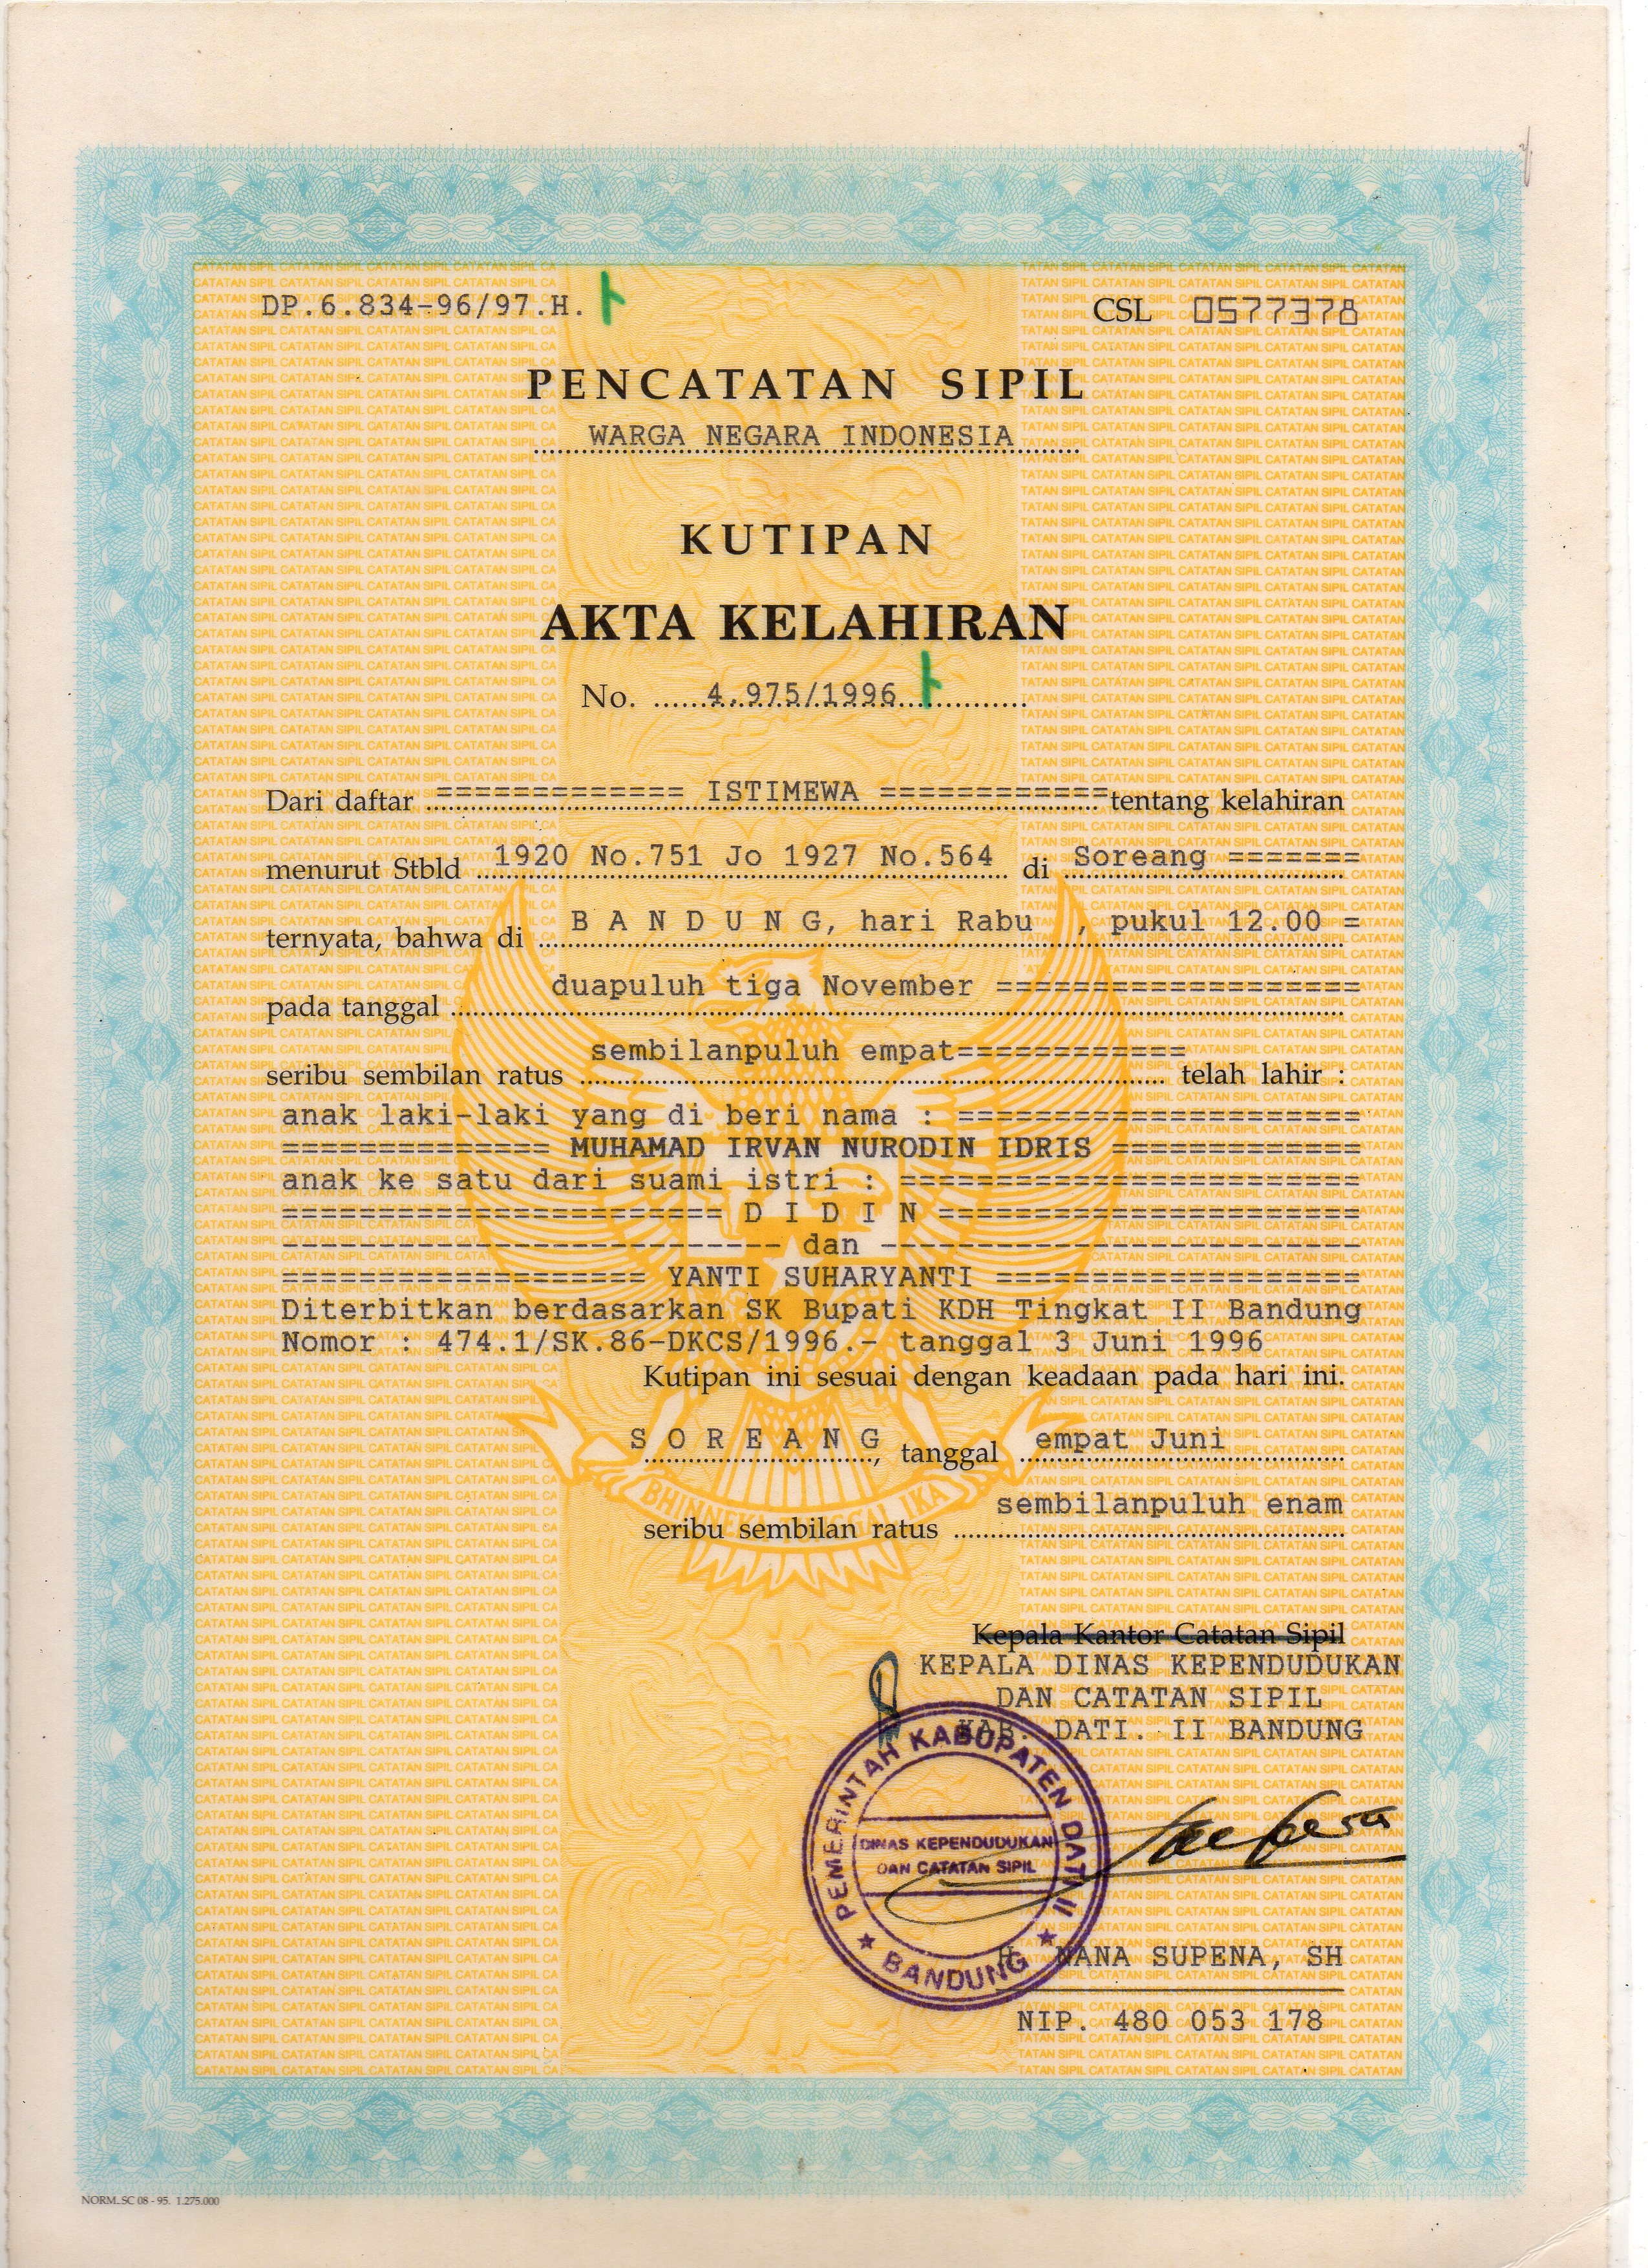 DP.6.834-96/97.H.
CSL 0577378
PENCATATAN SIPIL
WARGA NEGARA INDONESIA
KUTIPAN
AKTA KELAHIRAN
No. 4.975/1996
Dari daftar ============= ISTIMEWA ============ tentang kelahiran
menurut Stbld 1920 No.751 Jo 1927 No.564 di Soreang =======
ternyata, bahwa di B A N D U N G, hari Rabu , pukul 12.00 =
pada tanggal duapuluh tiga November ===================
seribu sembilan ratus sembilanpuluh empat============ telah lahir :
anak laki-laki yang di beri nama : =====================
============== MUHAMAD IRVAN NURODIN IDRIS =============
anak ke satu dari suami istri : ========================
======================= D I D I N ======================
-------------------------- dan -------------------------
=================== YANTI SUHARYANTI ===================
Diterbitkan berdasarkan SK Bupati KDH Tingkat II Bandung
Nomor : 474.1/SK.86-DKCS/1996.- tanggal 3 Juni 1996
Kutipan ini sesuai dengan keadaan pada hari ini.
S O R E A N G, tanggal empat Juni
seribu sembilan ratus sembilanpuluh enam
BHINNEKA TUNGGAL IKA
Kepala Kantor Catatan Sipil
KEPALA DINAS KEPENDUDUKAN
DAN CATATAN SIPIL
KAB. DATI. II BANDUNG
PEMERINTAH KABUPATEN DATI II
DINAS KEPENDUDUKAN
DAN CATATAN SIPIL
BANDUNG
H. NANA SUPENA, SH
NIP. 480 053 178
NORM. SC 08 - 95. 1.275.000